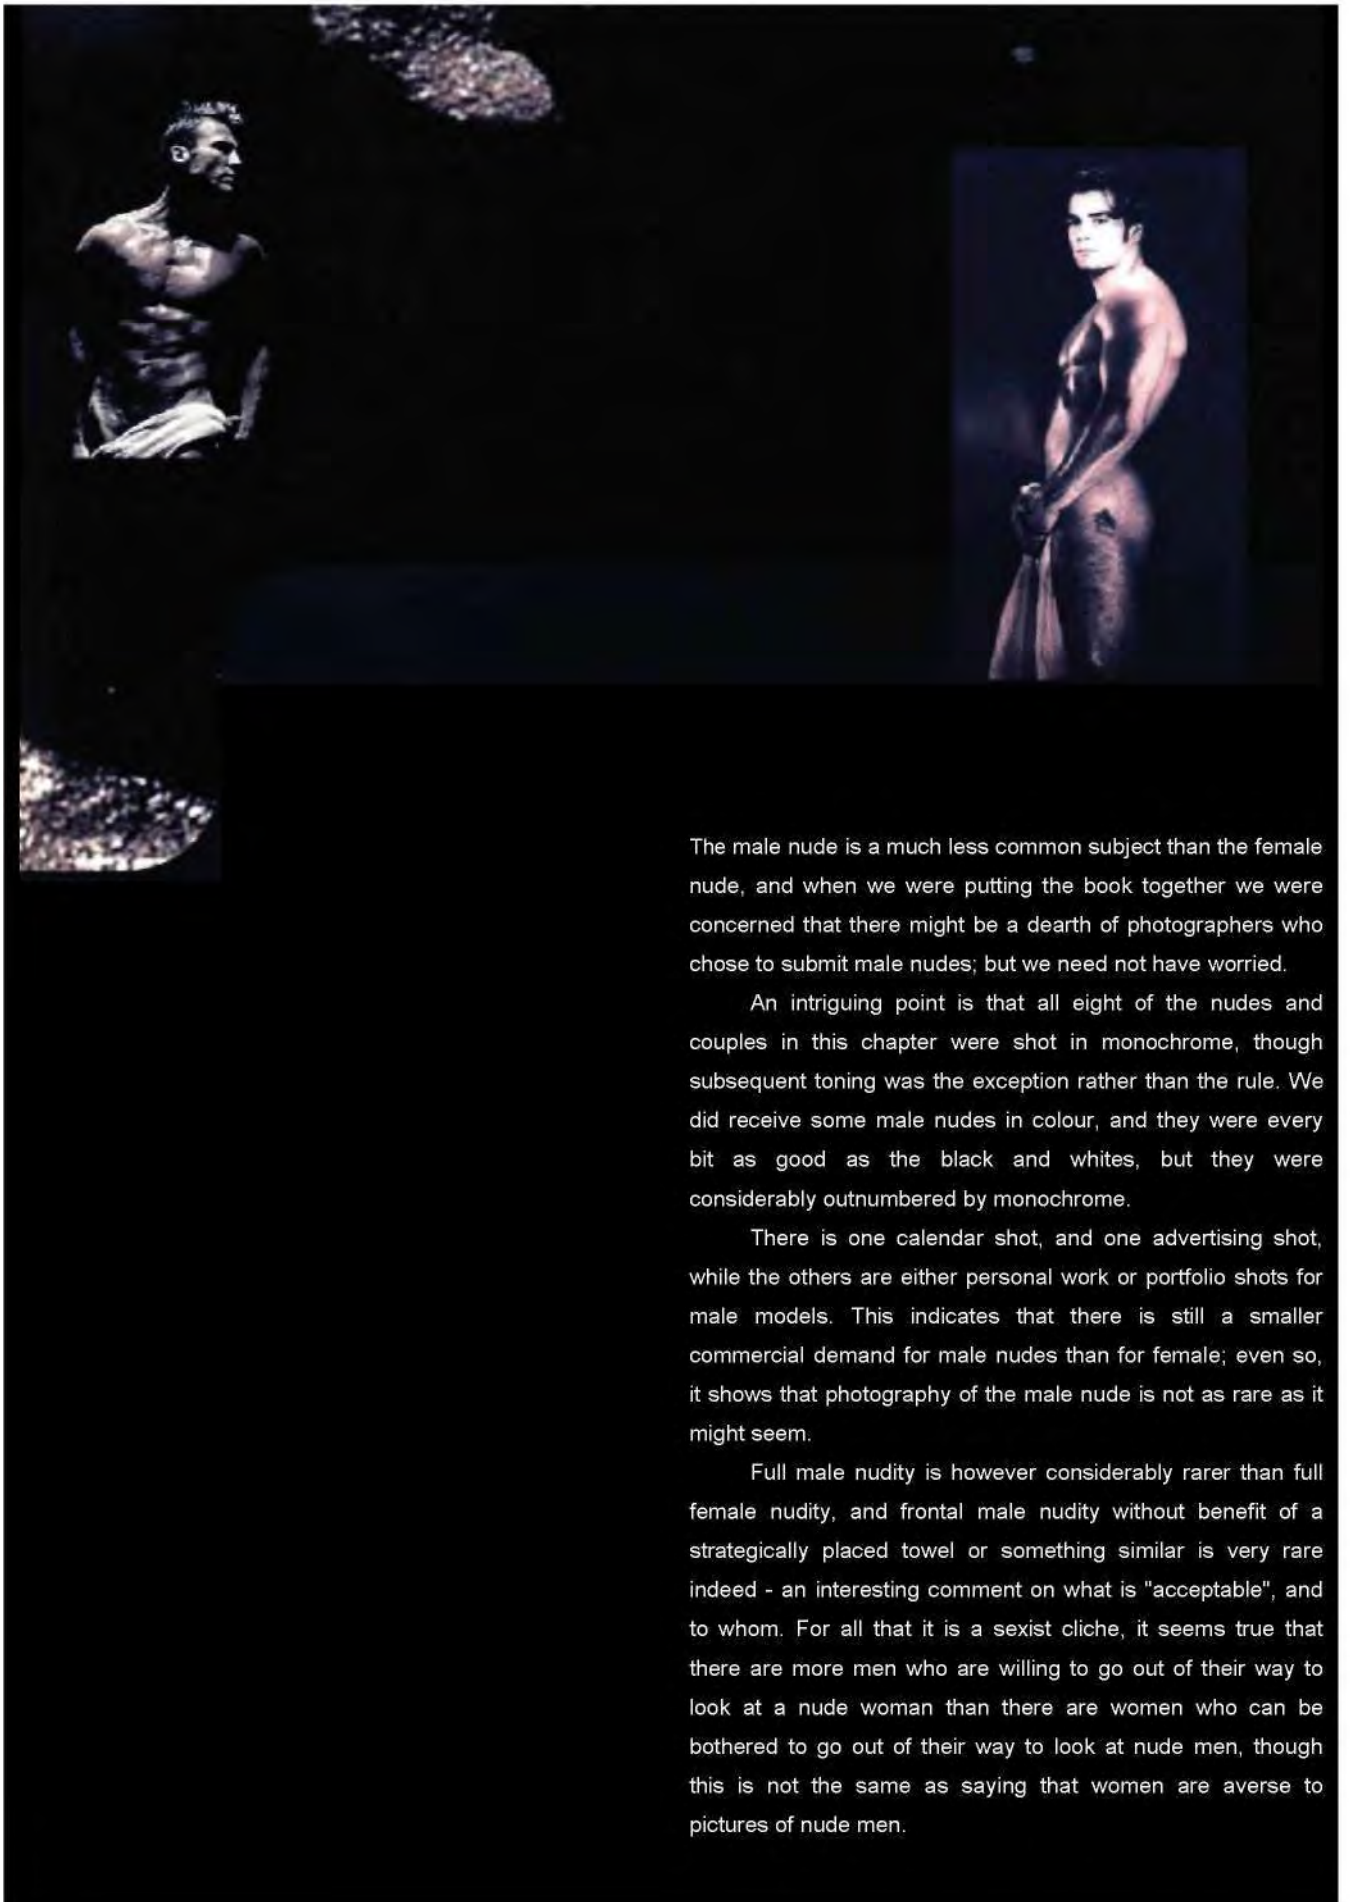 The male nude is a much less common subject than the female
nude, and when we were putting the book together we were
concerned that there might be a dearth of photographers who
chose to submit male nudes; but we need not have worried.
An intriguing point is that all eight of the nudes and
couples in this chapter were shot in monochrome, though
subsequent toning was the exception rather than the rule. We
did receive some male nudes in colour, and they were every
bit as good as the black and whites, but they were
considerably outnumbered by monochrome.
There is one calendar shot, and one advertising shot,
while the others are either personal work or portfolio shots for
male models. This indicates that there is still a smaller
commercial demand for male nudes than for female; even so,
it shows that photography of the male nude is not as rare as it
might seem.
Full male nudity is however considerably rarer than full
female nudity, and frontal male nudity without benefit of a
strategically placed towel or something similar is very rare
indeed - an interesting comment on what is "acceptable", and
to whom. For all that it is a sexist cliche, it seems true that
there are more men who are willing to go out of their way to
look at a nude woman than there are women who can be
bothered to go out of their way to look at nude men, though
this is not the same as saying that women are averse to
pictures of nude men.